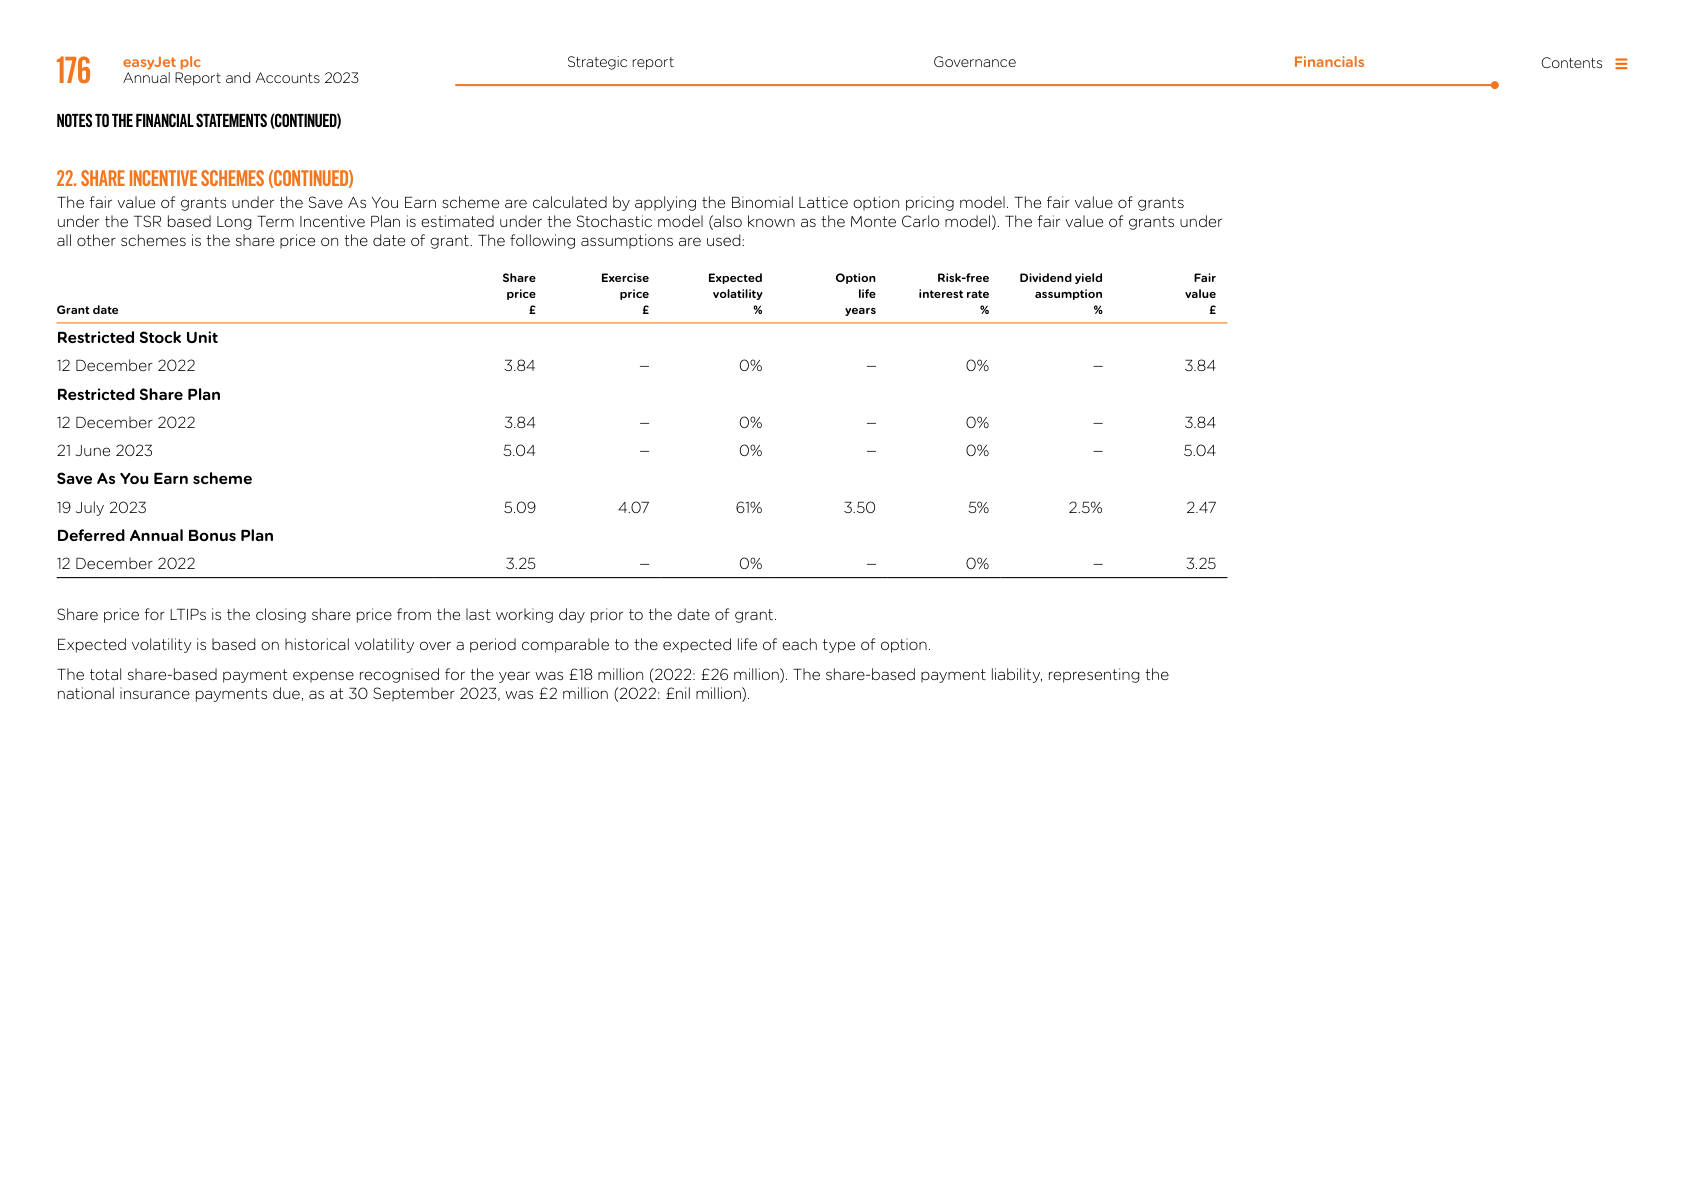 176
easyJet plc
Annual Report and Accounts 2023
Strategic report
Governance
Financials
Contents
NOTES TO THE FINANCIAL STATEMENTS (CONTINUED)
22. SHARE INCENTIVE SCHEMES (CONTINUED)
The fair value of grants under the Save As You Earn scheme are calculated by applying the Binomial Lattice option pricing model. The fair value of grants
under the TSR based Long Term Incentive Plan is estimated under the Stochastic model (also known as the Monte Carlo model). The fair value of grants under
all other schemes is the share price on the date of grant. The following assumptions are used:
Grant date | Share price £ | Exercise price £ | Expected volatility % | Option life years | Risk-free interest rate % | Dividend yield assumption % | Fair value £
Restricted Stock Unit
12 December 2022 3.84 – 0% – 0% – 3.84
Restricted Share Plan
12 December 2022 3.84 – 0% – 0% – 3.84
21 June 2023 5.04 – 0% – 0% – 5.04
Save As You Earn scheme
19 July 2023 5.09 4.07 61% 3.50 5% 2.5% 2.47
Deferred Annual Bonus Plan
12 December 2022 3.25 – 0% – 0% – 3.25
Share price for LTIPs is the closing share price from the last working day prior to the date of grant.
Expected volatility is based on historical volatility over a period comparable to the expected life of each type of option.
The total share-based payment expense recognised for the year was £18 million (2022: £26 million). The share-based payment liability, representing the
national insurance payments due, as at 30 September 2023, was £2 million (2022: £nil million).